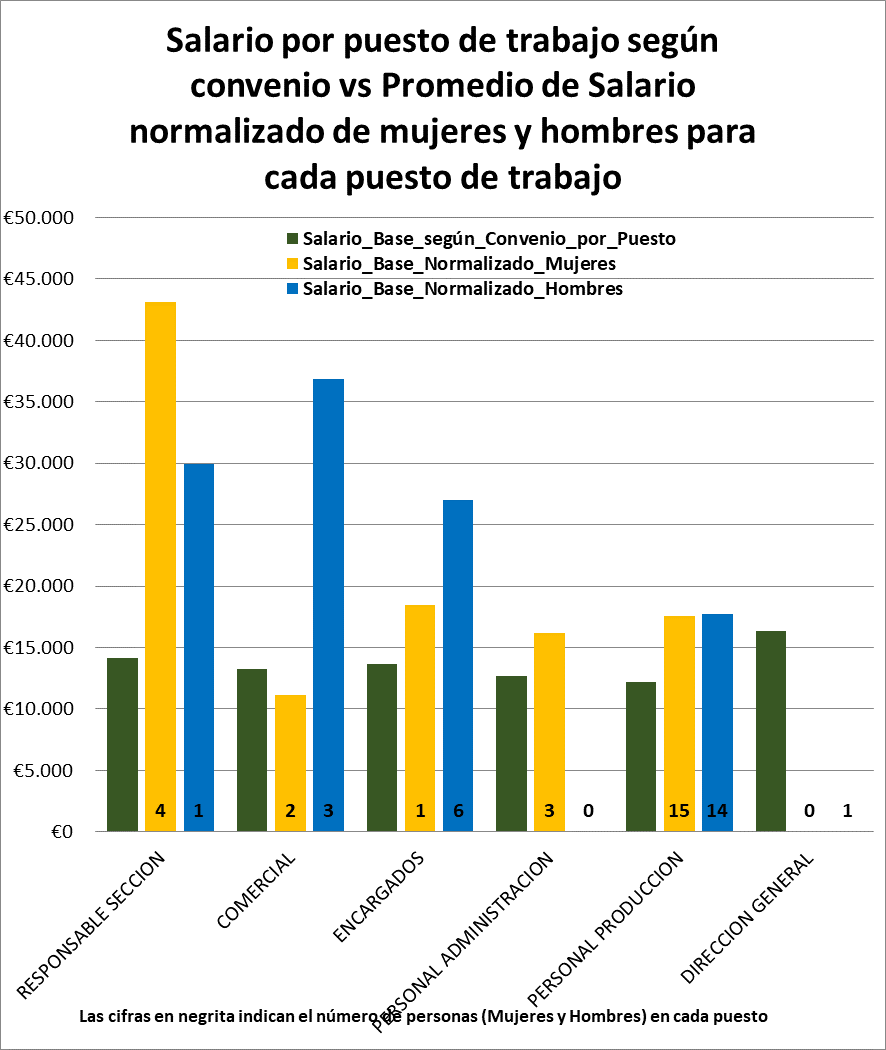 Salario por puesto de trabajo según
convenio vs Promedio de Salario
normalizado de mujeres y hombres para
cada puesto de trabajo
€50.000
€45.000
€40.000
€35.000
€30.000
€25.000
€20.000
€15.000
€10.000
€5.000
€0
Salario_Base_según_Convenio_por_Puesto
Salario_Base_Normalizado_Mujeres
Salario_Base_Normalizado_Hombres
4 1 2 3 1 6 3 0 15 14 0 1
RESPONSABLE SECCION
COMERCIAL
ENCARGADOS
PERSONAL ADMINISTRACION
PERSONAL PRODUCCION
DIRECCION GENERAL
Las cifras en negrita indican el número de personas (Mujeres y Hombres) en cada puesto